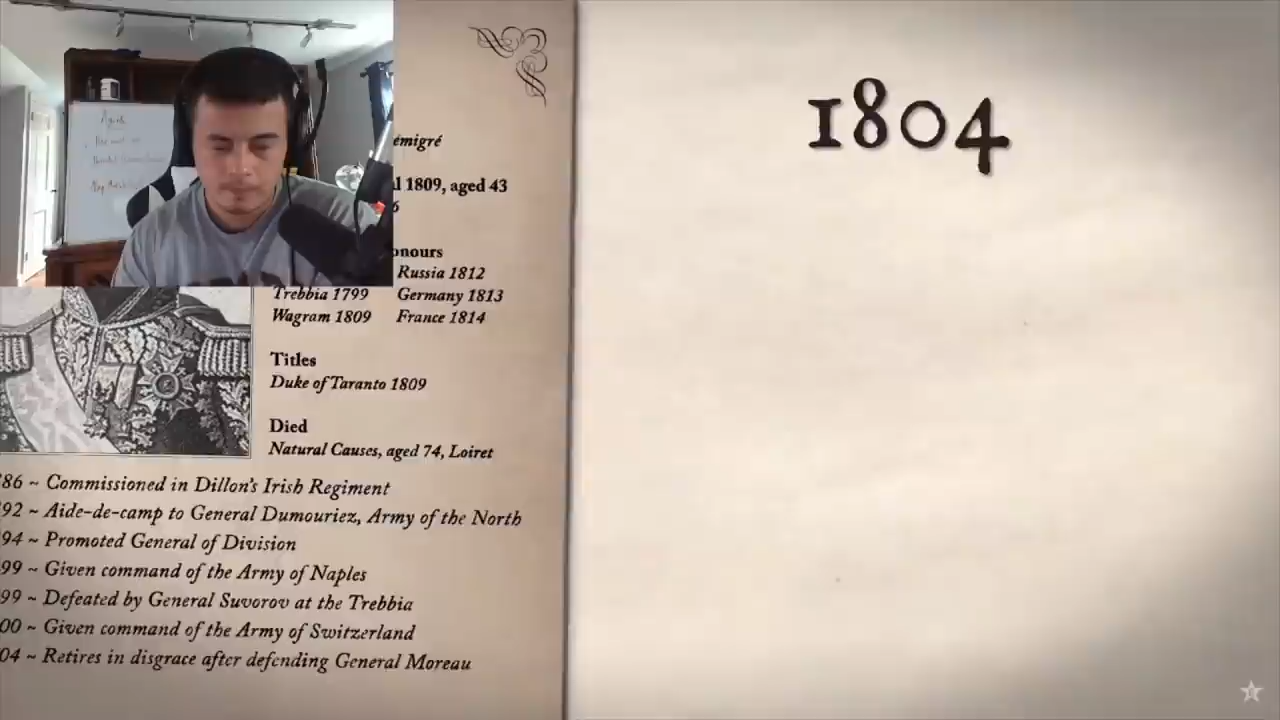 émigré
1809, aged 43
Russia 1812
Trebbia 1799 Germany 1813
Wagram 1809 France 1814
Titles
Duke of Taranto 1809
Died
Natural Causes, aged 74, Loiret
86 ~ Commissioned in Dillon's Irish Regiment
92 ~ Aide-de-camp to General Dumouriez, Army of the North
94 ~ Promoted General of Division
99 ~ Given command of the Army of Naples
99 ~ Defeated by General Suvorov at the Trebbia
00 ~ Given command of the Army of Switzerland
04 ~ Retires in disgrace after defending General Moreau
1804